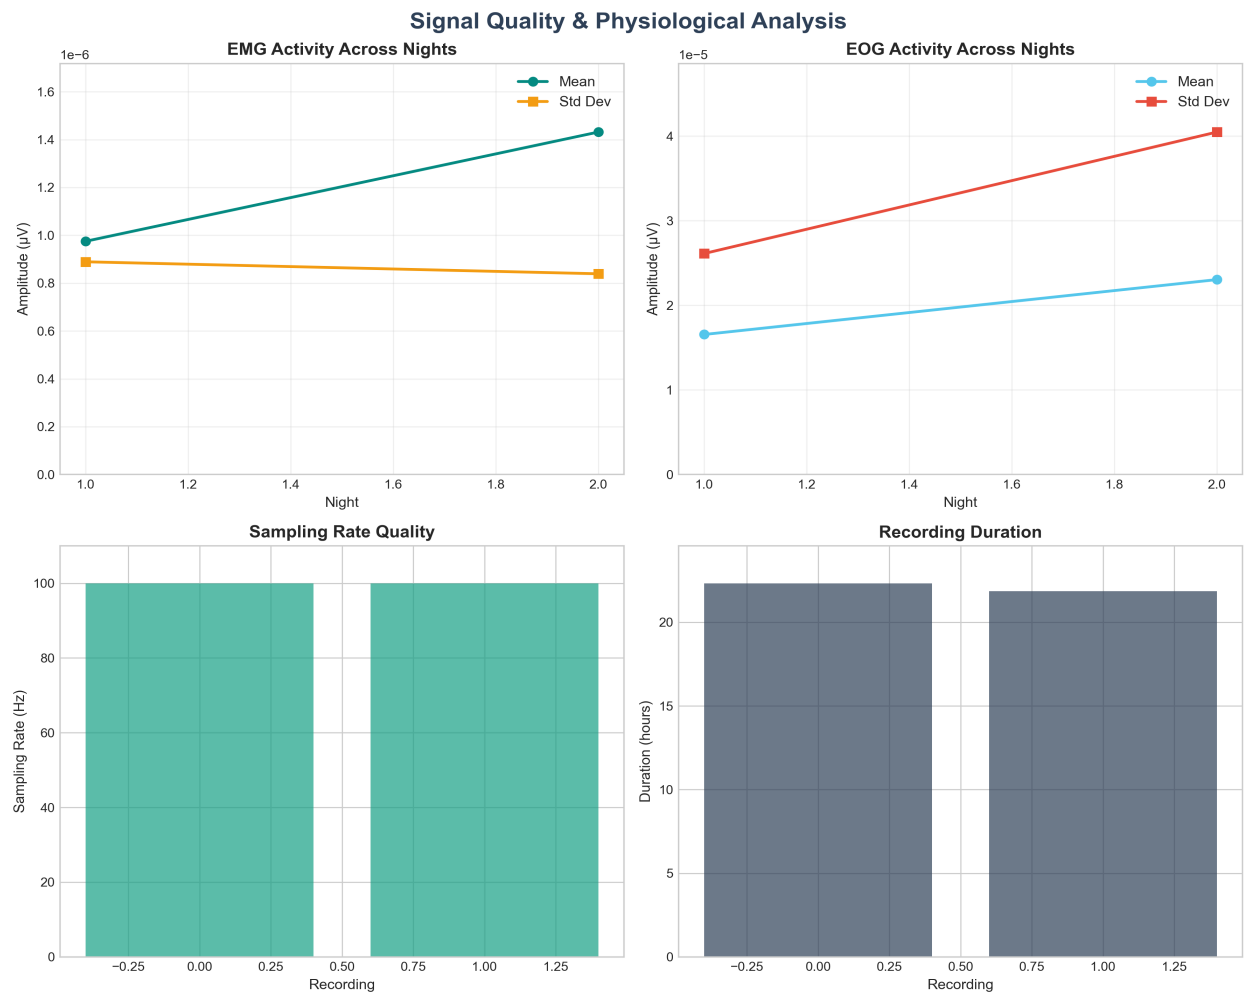 Signal Quality & Physiological Analysis
EMG Activity Across Nights
1e−6
Mean
Std Dev
1.6
1.4
1.2
1.0
0.8
0.6
0.4
0.2
0.0
Amplitude (µV)
1.0 1.2 1.4 1.6 1.8 2.0
Night
EOG Activity Across Nights
1e−5
Mean
Std Dev
4
3
2
1
0
Amplitude (µV)
1.0 1.2 1.4 1.6 1.8 2.0
Night
Sampling Rate Quality
100
80
60
40
20
0
Sampling Rate (Hz)
−0.25 0.00 0.25 0.50 0.75 1.00 1.25
Recording
Recording Duration
20
15
10
5
0
Duration (hours)
−0.25 0.00 0.25 0.50 0.75 1.00 1.25
Recording